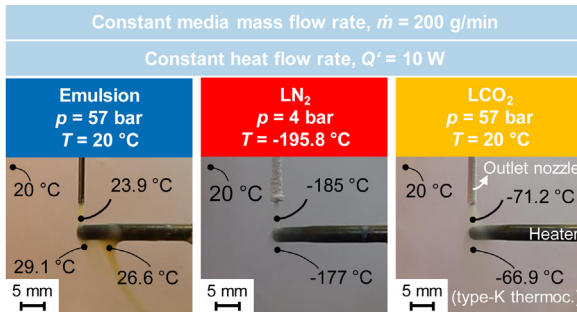 Constant media mass flow rate, ṁ = 200 g/min
Constant heat flow rate, Q' = 10 W
Emulsion
p = 57 bar
T = 20 °C
LN₂
p = 4 bar
T = -195.8 °C
LCO₂
p = 57 bar
T = 20 °C
20 °C
23.9 °C
29.1 °C
26.6 °C
5 mm
20 °C
-185 °C
-177 °C
5 mm
Outlet nozzle
20 °C
-71.2 °C
Heater
-66.9 °C
(type-K thermoc.)
5 mm